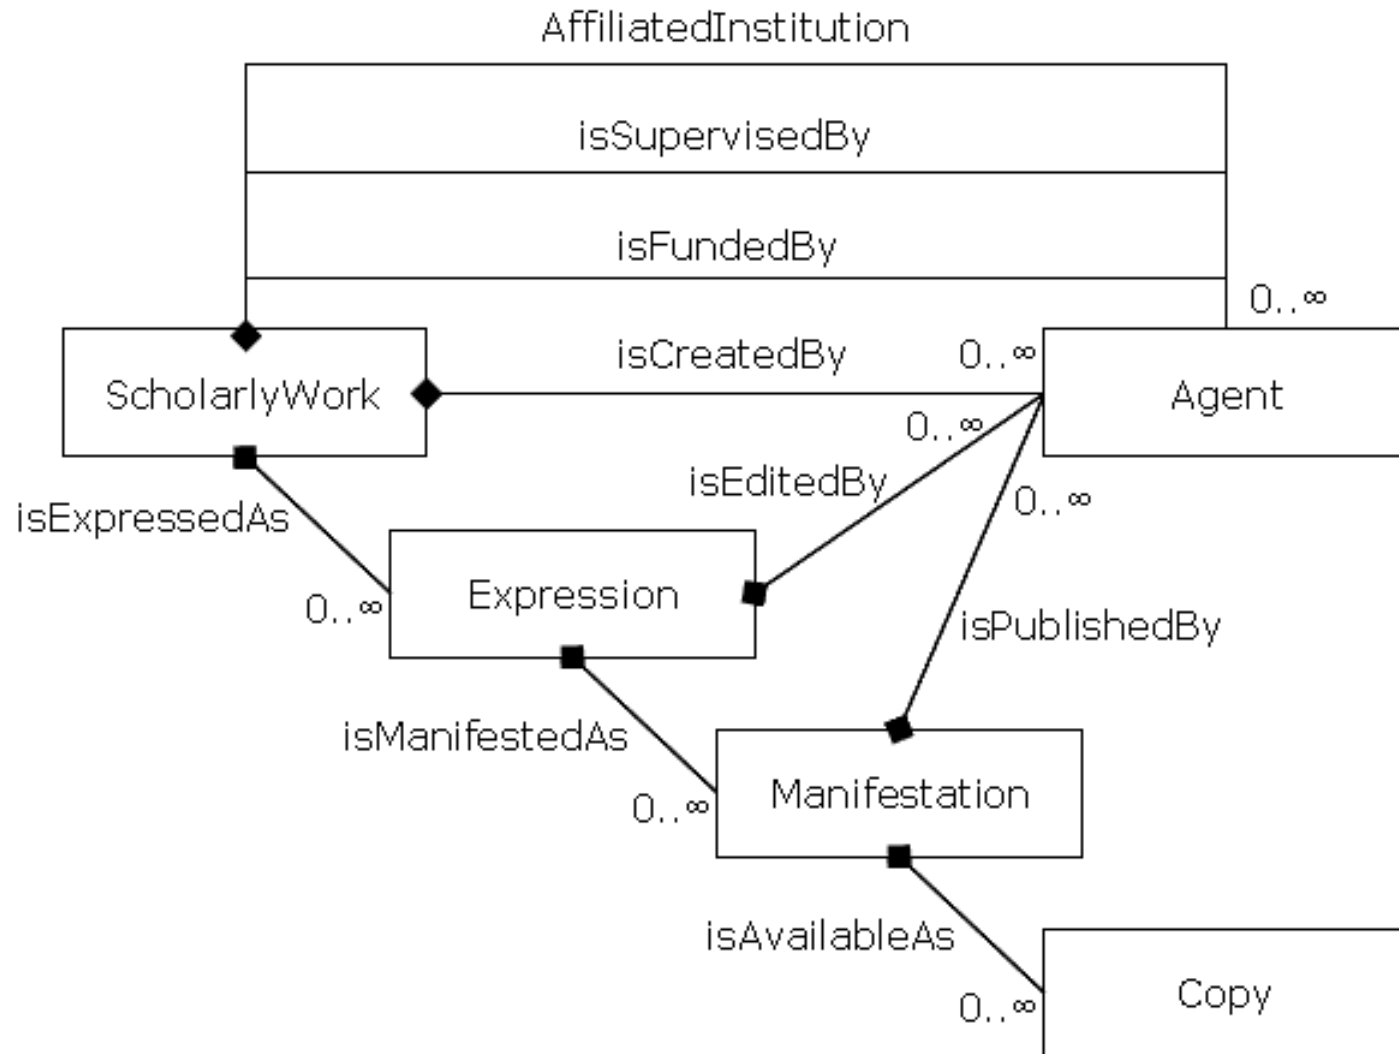 AffiliatedInstitution
isSupervisedBy
isFundedBy
0..∞
isCreatedBy
0..∞
ScholarlyWork
Agent
0..∞
isEditedBy
0..∞
isExpressedAs
Expression
0..∞
isPublishedBy
isManifestedAs
Manifestation
0..∞
isAvailableAs
Copy
0..∞